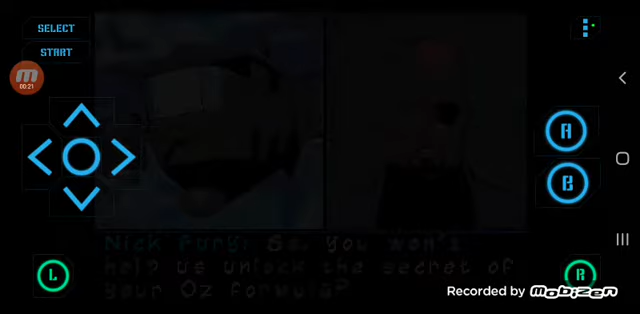 SELECT
START
M
00:21
A
B
L
R
Nick Fury: So, you won't
help us unlock the secret of
your Oz formula?
Recorded by MOBIZEN